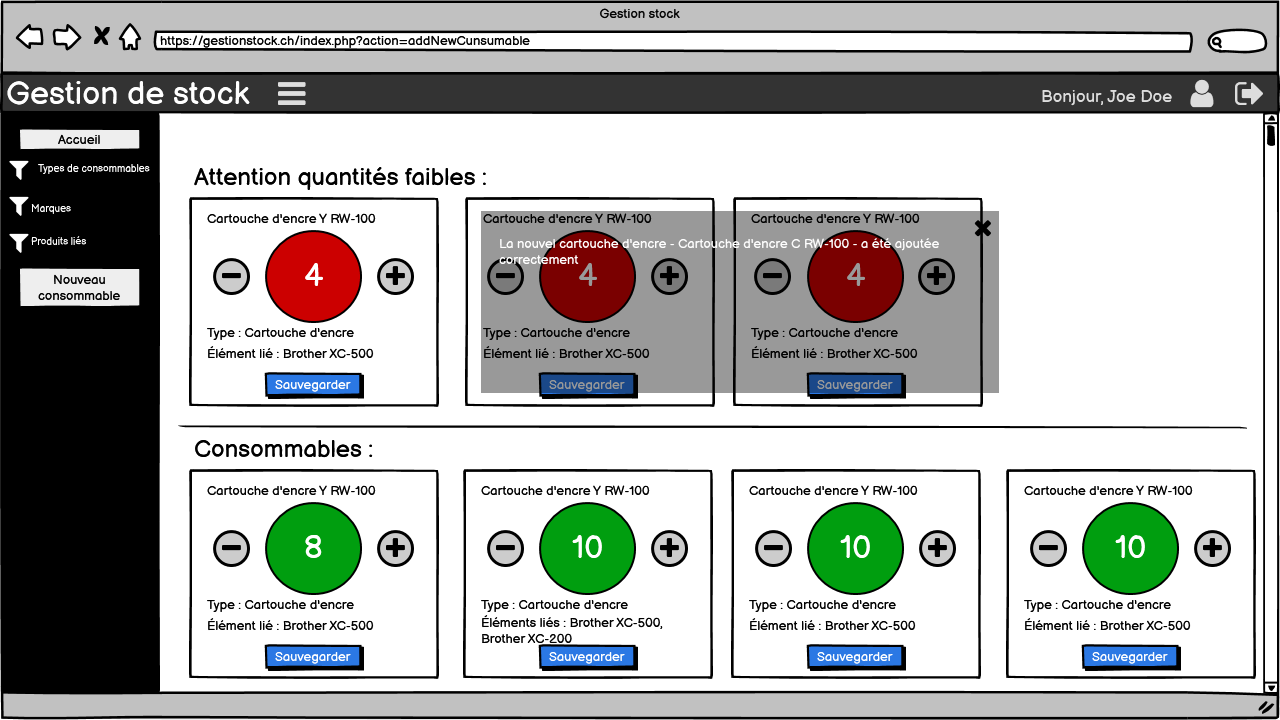 Gestion stock
https://gestionstock.ch/index.php?action=addNewCunsumable
Gestion de stock
Bonjour, Joe Doe
Accueil
Types de consommables
Marques
Produits liés
Nouveau
consommable
Attention quantités faibles :
Cartouche d'encre Y RW-100
4
Type : Cartouche d'encre
Élément lié : Brother XC-500
Sauvegarder
Cartouche d'encre Y RW-100
4
Type : Cartouche d'encre
Élément lié : Brother XC-500
Sauvegarder
Cartouche d'encre Y RW-100
4
Type : Cartouche d'encre
Élément lié : Brother XC-500
Sauvegarder
La nouvel cartouche d'encre - Cartouche d'encre C RW-100 - a été ajoutée
correctement
Consommables :
Cartouche d'encre Y RW-100
8
Type : Cartouche d'encre
Élément lié : Brother XC-500
Sauvegarder
Cartouche d'encre Y RW-100
10
Type : Cartouche d'encre
Éléments liés : Brother XC-500,
Brother XC-200
Sauvegarder
Cartouche d'encre Y RW-100
10
Type : Cartouche d'encre
Élément lié : Brother XC-500
Sauvegarder
Cartouche d'encre Y RW-100
10
Type : Cartouche d'encre
Élément lié : Brother XC-500
Sauvegarder